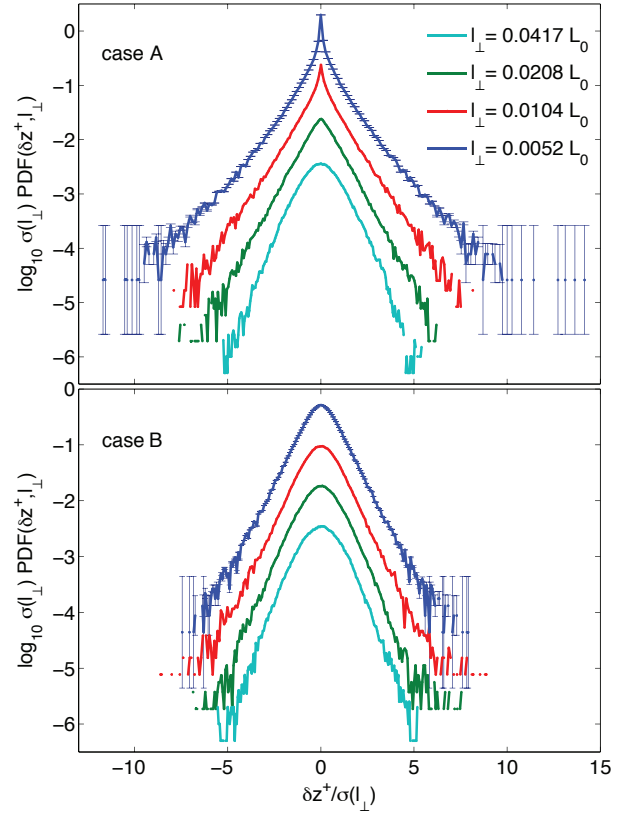 case A
l⊥= 0.0417 L₀
l⊥= 0.0208 L₀
l⊥= 0.0104 L₀
l⊥= 0.0052 L₀
log₁₀ σ(l⊥) PDF(δz⁺,l⊥)
0
−1
−2
−3
−4
−5
−6
case B
log₁₀ σ(l⊥) PDF(δz⁺,l⊥)
0
−1
−2
−3
−4
−5
−6
−10 −5 0 5 10 15
δz⁺/σ(l⊥)